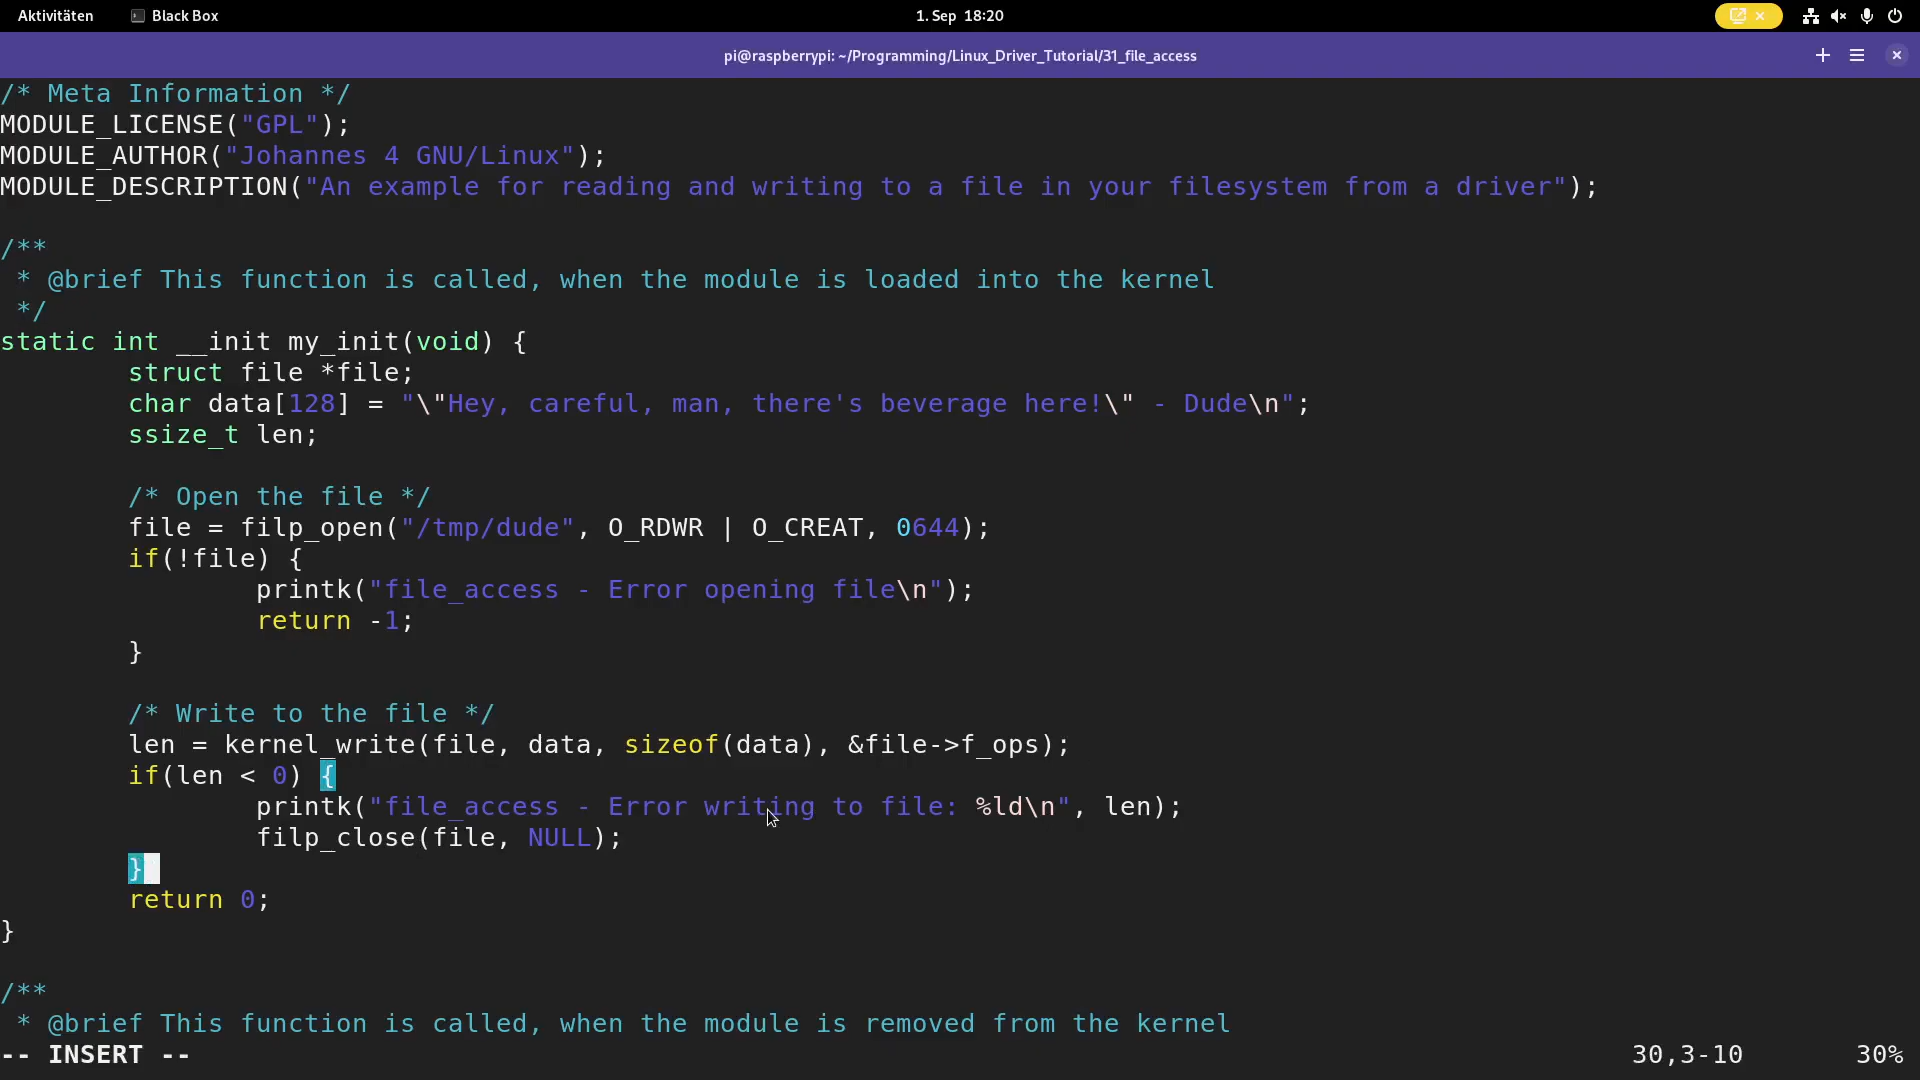 Aktivitäten Black Box 1. Sep 18:20
pi@raspberrypi: ~/Programming/Linux_Driver_Tutorial/31_file_access
/* Meta Information */
MODULE_LICENSE("GPL");
MODULE_AUTHOR("Johannes 4 GNU/Linux");
MODULE_DESCRIPTION("An example for reading and writing to a file in your filesystem from a driver");

/**
 * @brief This function is called, when the module is loaded into the kernel
 */
static int __init my_init(void) {
        struct file *file;
        char data[128] = "\"Hey, careful, man, there's beverage here!\" - Dude\n";
        ssize_t len;

        /* Open the file */
        file = filp_open("/tmp/dude", O_RDWR | O_CREAT, 0644);
        if(!file) {
                printk("file_access - Error opening file\n");
                return -1;
        }

        /* Write to the file */
        len = kernel_write(file, data, sizeof(data), &file->f_ops);
        if(len < 0) {
                printk("file_access - Error writing to file: %ld\n", len);
                filp_close(file, NULL);
        }
        return 0;
}

/**
 * @brief This function is called, when the module is removed from the kernel
-- INSERT -- 30,3-10 30%